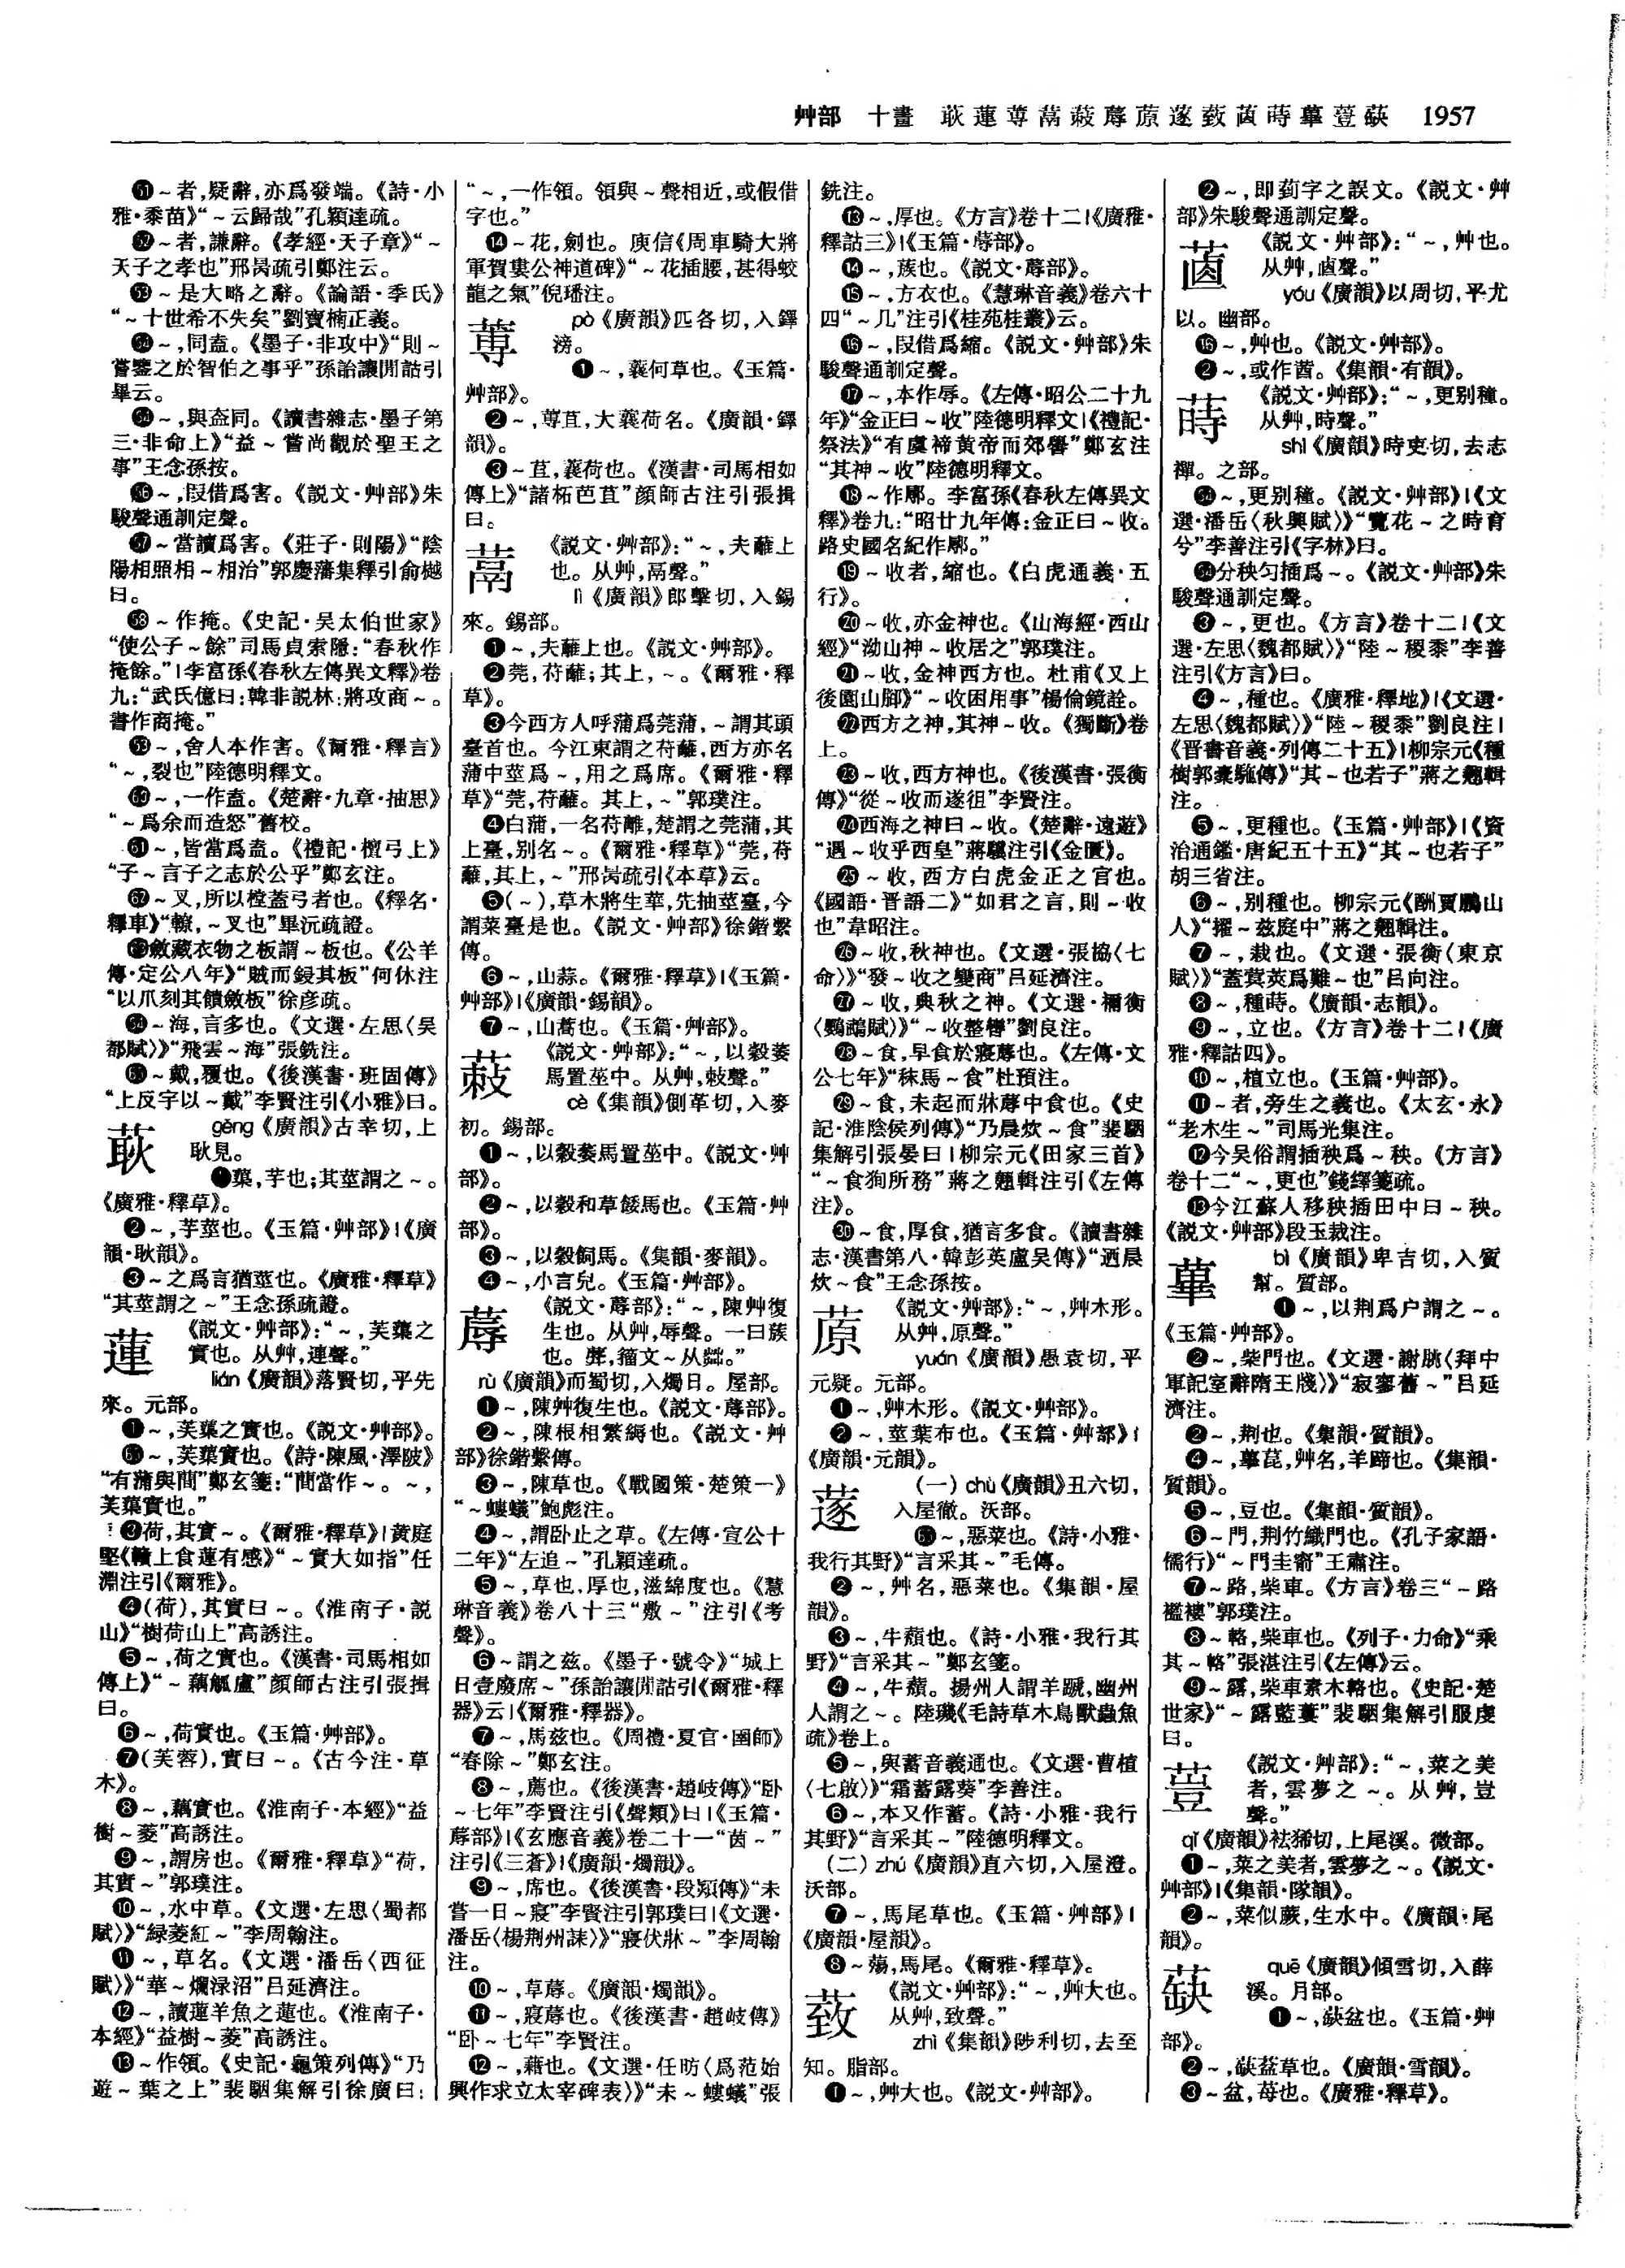 艸部　十畫　䔇蓮蓴蒚蓛蓐蒝蓫䓌䔇蒔蓽䔇蒛　1957
�51～者,疑辭,亦爲發端。《詩·小
雅·黍苗》“～云歸哉”孔穎達疏。
㊾～者,謙辭。《孝經·天子章》“～
天子之孝也”邢昺疏引鄭注云。
～是大略之辭。《論語·季氏》
“～十世希不失矣”劉寶楠正義。
～,同盍。《墨子·非攻中》“則～
嘗鑒之於智伯之事乎”孫詒讓閒詁引
畢云。
～,與盍同。《讀書雜志·墨子第
三·非命上》“益～嘗尚觀於聖王之
事”王念孫按。
～,叚借爲害。《説文·艸部》朱
駿聲通訓定聲。
～當讀爲害。《莊子·則陽》“陰
陽相照相～相治”郭慶藩集釋引俞樾
曰。
～作掩。《史記·吴太伯世家》
“使公子～餘”司馬貞索隱:“春秋作
掩餘。”|李富孫《春秋左傳異文釋》卷
九:“武氏億曰:韓非説林:將攻商～。
書作商掩。”
～,舍人本作害。《爾雅·釋言》
“～,裂也”陸德明釋文。
～,一作盍。《楚辭·九章·抽思》
“～爲余而造怒”舊校。
～,皆當爲盍。《禮記·檀弓上》
“子～言子之志於公乎”鄭玄注。
～叉,所以樘蓋弓者也。《釋名·
釋車》“轑,～叉也”畢沅疏證。
斂藏衣物之板謂～板也。《公羊
傳·定公八年》“賊而鋟其板”何休注
“以爪刻其饋斂板”徐彦疏。
～海,言多也。《文選·左思〈吴
都賦〉》“飛雲～海”張銑注。
～戴,覆也。《後漢書·班固傳》
“上反宇以～戴”李賢注引《小雅》曰。
gěng《廣韻》古幸切,上
耿見。
❶葉,芋也;其莖謂之～。
《廣雅·釋草》。
❷～,芋莖也。《玉篇·艸部》|《廣
韻·耿韻》。
❸～之爲言猶莖也。《廣雅·釋草》
“其莖謂之～”王念孫疏證。
蓮
《説文·艸部》:“～,芙蕖之
實也。从艸,連聲。”
lián《廣韻》落賢切,平先
來。元部。
❶～,芙蕖之實也。《説文·艸部》。
～,芙蕖實也。《詩·陳風·澤陂》
“有蒲與蕑”鄭玄箋:“蕑當作～。～,
芙蕖實也。”
❸荷,其實～。《爾雅·釋草》|黄庭
堅《贛上食蓮有感》“～實大如指”任
淵注引《爾雅》。
❹(荷),其實曰～。《淮南子·説
山》“樹荷山上”高誘注。
❺～,荷之實也。《漢書·司馬相如
傳上》“～藕觚盧”顔師古注引張揖
曰。
❻～,荷實也。《玉篇·艸部》。
❼(芙蓉),實曰～。《古今注·草
木》。
❽～,藕實也。《淮南子·本經》“益
樹～菱”高誘注。
❾～,謂房也。《爾雅·釋草》“荷,
其實～”郭璞注。
❿～,水中草。《文選·左思〈蜀都
賦〉》“緑菱紅～”李周翰注。
⓫～,草名。《文選·潘岳〈西征
賦〉》“華～爛渌沼”吕延濟注。
⓬～,讀蓮羊魚之蓮也。《淮南子·
本經》“益樹～菱”高誘注。
⓭～作領。《史記·龜策列傳》“乃
遊～葉之上”裴駰集解引徐廣曰:
“～,一作領。領與～聲相近,或假借
字也。”
⓮～花,劍也。庾信《周車騎大將
軍賀婁公神道碑》“～花插腰,甚得蛟
龍之氣”倪璠注。
蓴
pò《廣韻》匹各切,入鐸
滂。
❶～,蘘何草也。《玉篇·
艸部》。
❷～,蓴苴,大蘘荷名。《廣韻·鐸
韻》。
❸～苴,蘘荷也。《漢書·司馬相如
傳上》“諸柘芭苴”顔師古注引張揖
曰。
蒚
《説文·艸部》:“～,夫蘺上
也。从艸,鬲聲。”
lì《廣韻》郎擊切,入錫
來。錫部。
❶～,夫蘺上也。《説文·艸部》。
❷莞,苻蘺;其上,～。《爾雅·釋
草》。
❸今西方人呼蒲爲莞蒲,～謂其頭
臺首也。今江東謂之苻蘺,西方亦名
蒲中莖爲～,用之爲席。《爾雅·釋
草》“莞,苻蘺。其上,～”郭璞注。
❹白蒲,一名苻蘺,楚謂之莞蒲,其
上臺,别名～。《爾雅·釋草》“莞,苻
蘺,其上,～”邢昺疏引《本草》云。
❺(～),草木將生華,先抽莖臺,今
謂菜臺是也。《説文·艸部》徐鍇繫
傳。
❻～,山蒜。《爾雅·釋草》|《玉篇·
艸部》|《廣韻·錫韻》。
❼～,山蒿也。《玉篇·艸部》。
蓛
《説文·艸部》:“～,以穀萎
馬置莝中。从艸,敕聲。”
cè《集韻》側革切,入麥
初。錫部。
❶～,以穀萎馬置莝中。《説文·艸
部》。
❷～,以穀和草餧馬也。《玉篇·艸
部》。
❸～,以穀飼馬。《集韻·麥韻》。
❹～,小言皃。《玉篇·艸部》。
蓐
《説文·蓐部》:“～,陳艸復
生也。从艸,辱聲。一曰蔟
也。,籀文～从茻。”
rù《廣韻》而蜀切,入燭日。屋部。
❶～,陳艸復生也。《説文·蓐部》。
❷～,陳根相繁縟也。《説文·艸
部》徐鍇繫傳。
❸～,陳草也。《戰國策·楚策一》
“～螻蟻”鮑彪注。
❹～,謂卧止之草。《左傳·宣公十
二年》“左追～”孔穎達疏。
❺～,草也,厚也,滋綿度也。《慧
琳音義》卷八十三“敷～”注引《考
聲》。
❻～謂之兹。《墨子·號令》“城上
日壹廢席～”孫詒讓閒詁引《爾雅·釋
器》云|《爾雅·釋器》。
❼～,馬兹也。《周禮·夏官·圉師》
“春除～”鄭玄注。
❽～,薦也。《後漢書·趙岐傳》“卧
～七年”李賢注引《聲類》曰|《玉篇·
蓐部》|《玄應音義》卷二十一“茵～”
注引《三蒼》|《廣韻·燭韻》。
❾～,席也。《後漢書·段熲傳》“未
嘗一日～寢”李賢注引郭璞曰|《文選·
潘岳〈楊荆州誄〉》“寢伏牀～”李周翰
注。
❿～,草蓐。《廣韻·燭韻》。
⓫～,寢蓐也。《後漢書·趙岐傳》
“卧～七年”李賢注。
⓬～,藉也。《文選·任昉〈爲范始
興作求立太宰碑表〉》“未～螻蟻”張
銑注。
⓭～,厚也。《方言》卷十二|《廣雅·
釋詁三》|《玉篇·蓐部》。
⓮～,蔟也。《説文·蓐部》。
⓯～,方衣也。《慧琳音義》卷六十
四“～几”注引《桂苑桂叢》云。
⓰～,叚借爲縮。《説文·艸部》朱
駿聲通訓定聲。
⓱～,本作辱。《左傳·昭公二十九
年》“金正曰～收”陸德明釋文|《禮記·
祭法》“有虞禘黄帝而郊嚳”鄭玄注
“其神～收”陸德明釋文。
⓲～作鄏。李富孫《春秋左傳異文
釋》卷九:“昭廿九年傳:金正曰～收。
路史國名紀作鄏。”
⓳～收者,縮也。《白虎通義·五
行》。
⓴～收,亦金神也。《山海經·西山
經》“泑山神～收居之”郭璞注。
㉑～收,金神西方也。杜甫《又上
後園山脚》“～收困用事”楊倫鏡詮。
㉒西方之神,其神～收。《獨斷》卷
上。
㉓～收,西方神也。《後漢書·張衡
傳》“從～收而遂徂”李賢注。
㉔西海之神曰～收。《楚辭·遠遊》
“遇～收乎西皇”蔣驥注引《金匱》。
㉕～收,西方白虎金正之官也。
《國語·晋語二》“如君之言,則～收
也”韋昭注。
㉖～收,秋神也。《文選·張協〈七
命〉》“發～收之變商”吕延濟注。
㉗～收,典秋之神。《文選·禰衡
〈鸚鵡賦〉》“～收整轡”劉良注。
㉘～食,早食於寢蓐也。《左傳·文
公七年》“秣馬～食”杜預注。
㉙～食,未起而牀蓐中食也。《史
記·淮陰侯列傳》“乃晨炊～食”裴駰
集解引張晏曰|柳宗元《田家三首》
“～食狥所務”蔣之翹輯注引《左傳
注》。
㉚～食,厚食,猶言多食。《讀書雜
志·漢書第八·韓彭英盧吴傳》“迺晨
炊～食”王念孫按。
蒝
《説文·艸部》:“～,艸木形。
从艸,原聲。”
yuán《廣韻》愚袁切,平
元疑。元部。
❶～,艸木形。《説文·艸部》。
❷～,莖葉布也。《玉篇·艸部》|
《廣韻·元韻》。
蓫
(一)chù《廣韻》丑六切,
入屋徹。沃部。
～,惡菜也。《詩·小雅·
我行其野》“言采其～”毛傳。
❷～,艸名,惡菜也。《集韻·屋
韻》。
❸～,牛蘈也。《詩·小雅·我行其
野》“言采其～”鄭玄箋。
❹～,牛蘈。揚州人謂羊蹏,幽州
人謂之～。陸璣《毛詩草木鳥獸蟲魚
疏》卷上。
❺～,與蓄音義通也。《文選·曹植
〈七啟〉》“霜蓄露葵”李善注。
❻～,本又作蓄。《詩·小雅·我行
其野》“言采其～”陸德明釋文。
(二)zhú《廣韻》直六切,入屋澄。
沃部。
❼～,馬尾草也。《玉篇·艸部》|
《廣韻·屋韻》。
❽～薚,馬尾。《爾雅·釋草》。
《説文·艸部》:“～,艸大也。
从艸,致聲。”
zhì《集韻》陟利切,去至
知。脂部。
❶～,艸大也。《説文·艸部》。
❷～,即菿字之誤文。《説文·艸
部》朱駿聲通訓定聲。
《説文·艸部》:“～,艸也。
从艸,卥聲。”
yóu《廣韻》以周切,平尤
以。幽部。
～,艸也。《説文·艸部》。
❷～,或作蕕。《集韻·有韻》。
蒔
《説文·艸部》:“～,更别種。
从艸,時聲。”
shì《廣韻》時吏切,去志
禪。之部。
～,更别種。《説文·艸部》|《文
選·潘岳〈秋興賦〉》“覽花～之時育
兮”李善注引《字林》曰。
分秧匀插爲～。《説文·艸部》朱
駿聲通訓定聲。
❸～,更也。《方言》卷十二|《文
選·左思〈魏都賦〉》“陸～稷黍”李善
注引《方言》曰。
❹～,種也。《廣雅·釋地》|《文選·
左思〈魏都賦〉》“陸～稷黍”劉良注|
《晋書音義·列傳二十五》|柳宗元《種
樹郭橐駝傳》“其～也若子”蔣之翹輯
注。
❺～,更種也。《玉篇·艸部》|《資
治通鑑·唐紀五十五》“其～也若子”
胡三省注。
❻～,别種也。柳宗元《酬賈鵬山
人》“擢～兹庭中”蔣之翹輯注。
❼～,栽也。《文選·張衡〈東京
賦〉》“蓋蓂莢爲難～也”吕向注。
❽～,種蒔。《廣韻·志韻》。
❾～,立也。《方言》卷十二|《廣
雅·釋詁四》。
❿～,植立也。《玉篇·艸部》。
⓫～者,旁生之義也。《太玄·永》
“老木生～”司馬光集注。
⓬今吴俗謂插秧爲～秧。《方言》
卷十二“～,更也”錢繹箋疏。
⓭今江蘇人移秧插田中曰～秧。
《説文·艸部》段玉裁注。
蓽
bì《廣韻》卑吉切,入質
幫。質部。
❶～,以荆爲户謂之～。
《玉篇·艸部》。
❷～,柴門也。《文選·謝朓〈拜中
軍記室辭隋王牋〉》“寂寥舊～”吕延
濟注。
❷～,荆也。《集韻·質韻》。
❹～,蓽荁,艸名,羊蹄也。《集韻·
質韻》。
❺～,豆也。《集韻·質韻》。
❻～門,荆竹織門也。《孔子家語·
儒行》“～門圭窬”王肅注。
❼～路,柴車。《方言》卷三“～路
襤褸”郭璞注。
❽～輅,柴車也。《列子·力命》“乘
其～輅”張湛注引《左傳》云。
❾～露,柴車素木輅也。《史記·楚
世家》“～露藍蔞”裴駰集解引服虔
曰。
《説文·艸部》:“～,菜之美
者,雲夢之～。从艸,豈
聲。”
qǐ《廣韻》袪狶切,上尾溪。微部。
❶～,菜之美者,雲夢之～。《説文·
艸部》|《集韻·隊韻》。
❷～,菜似蕨,生水中。《廣韻·尾
韻》。
蒛
quē《廣韻》傾雪切,入薛
溪。月部。
❶～,蒛盆也。《玉篇·艸
部》。
❷～,蒛葐草也。《廣韻·雪韻》。
❸～盆,莓也。《廣雅·釋草》。